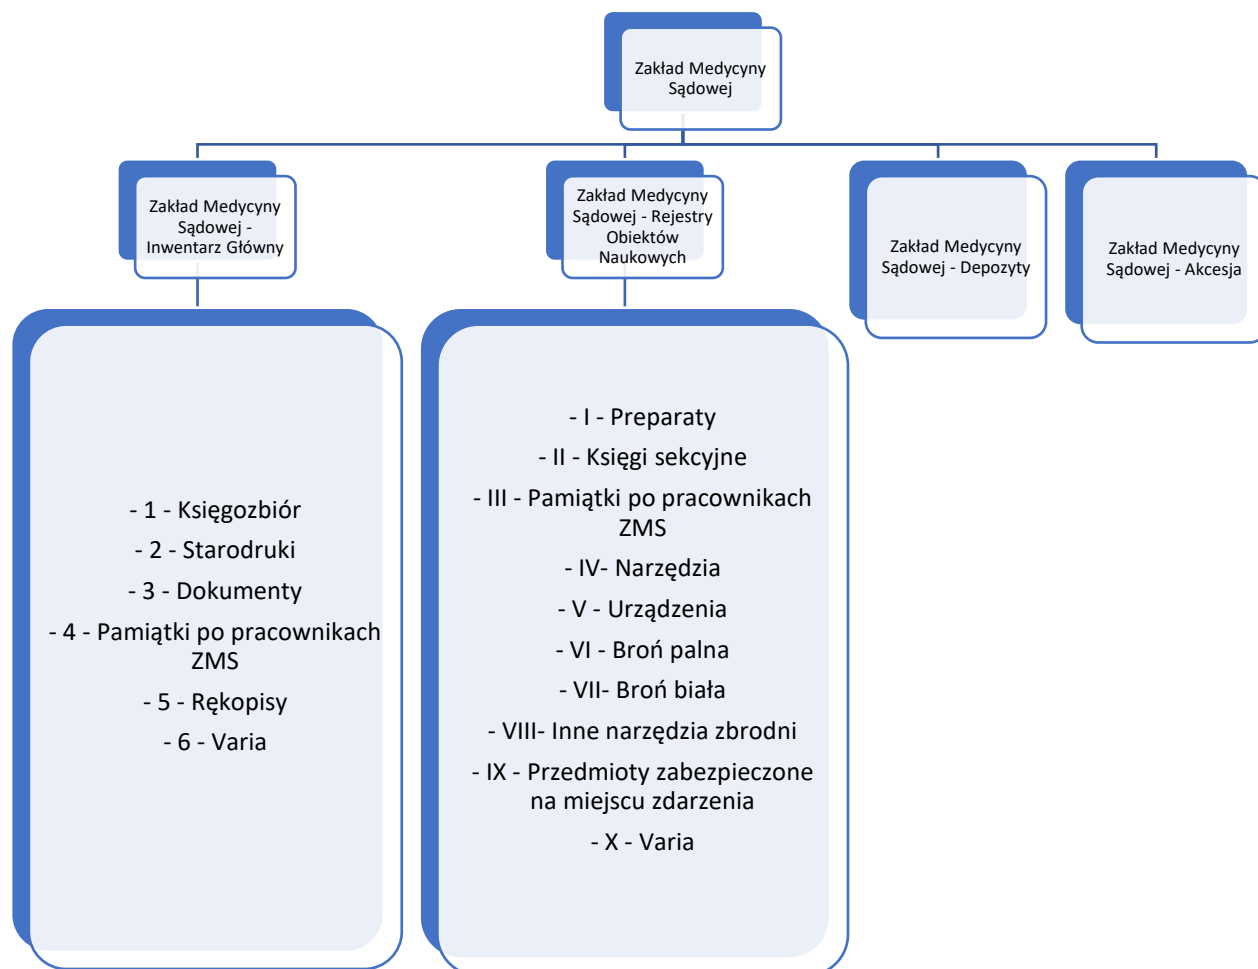 Zakład Medycyny
Sądowej
Zakład Medycyny
Sądowej -
Inwentarz Główny
Zakład Medycyny
Sądowej - Rejestry
Obiektów
Naukowych
Zakład Medycyny
Sądowej - Depozyty
Zakład Medycyny
Sądowej - Akcesja
- 1 - Księgozbiór
- 2 - Starodruki
- 3 - Dokumenty
- 4 - Pamiątki po pracownikach
ZMS
- 5 - Rękopisy
- 6 - Varia
- I - Preparaty
- II - Księgi sekcyjne
- III - Pamiątki po pracownikach
ZMS
- IV- Narzędzia
- V - Urządzenia
- VI - Broń palna
- VII- Broń biała
- VIII- Inne narzędzia zbrodni
- IX - Przedmioty zabezpieczone
na miejscu zdarzenia
- X - Varia